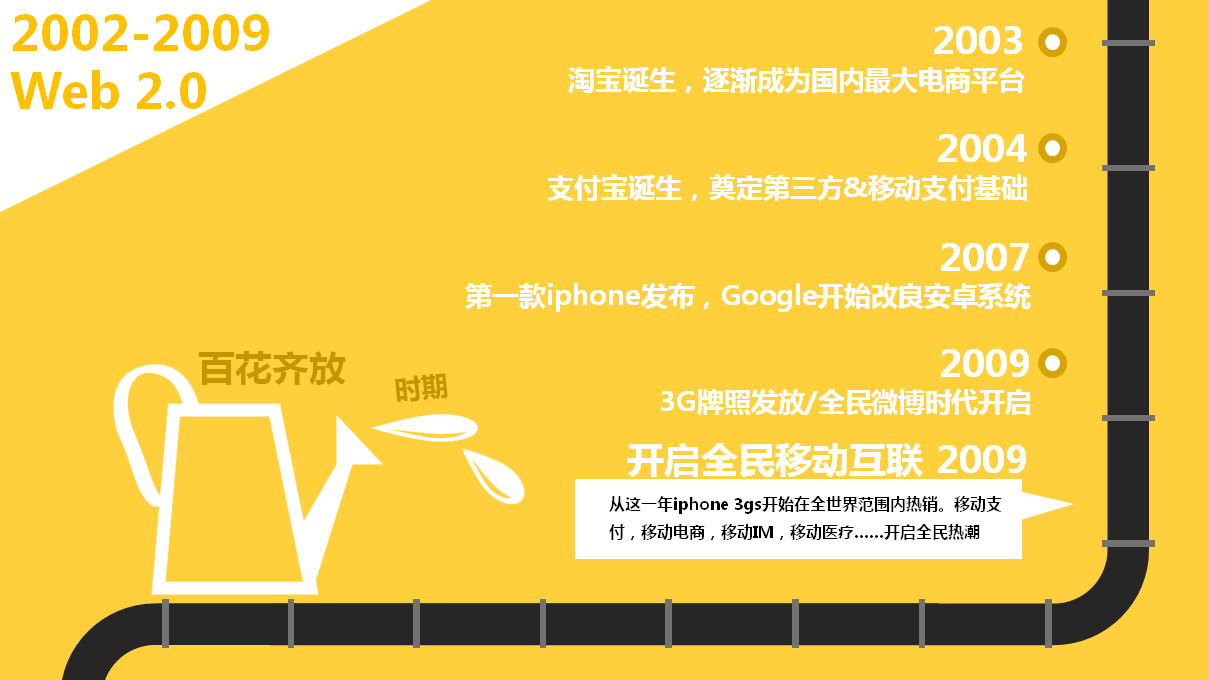 2002-2009
Web 2.0
2003
淘宝诞生，逐渐成为国内最大电商平台
2004
支付宝诞生，奠定第三方&移动支付基础
2007
第一款iphone发布，Google开始改良安卓系统
百花齐放
时期
2009
3G牌照发放/全民微博时代开启
开启全民移动互联 2009
从这一年iphone 3gs开始在全世界范围内热销。移动支
付，移动电商，移动IM，移动医疗……开启全民热潮